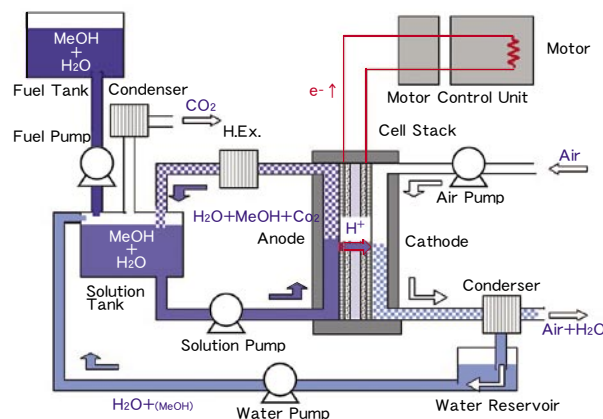 MeOH
+
H2O
Fuel Tank
Condenser
CO2
Fuel Pump
H.Ex.
e- ↑
Motor
Motor Control Unit
Cell Stack
Air
Air Pump
H2O+MeOH+Co2
Anode
H+
Cathode
MeOH
+
H2O
Solution
Tank
Solution Pump
Conderser
Air+H2O
H2O+(MeOH)
Water Pump
Water Reservoir